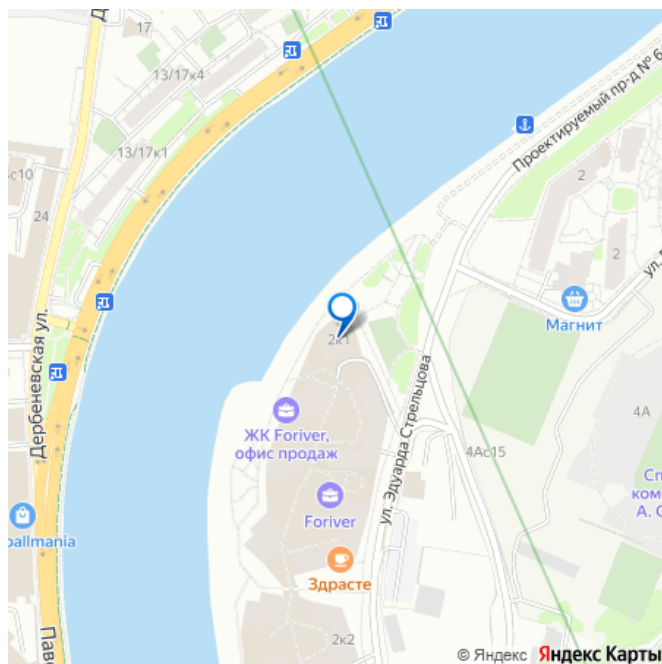 17
13/17к4
13/17к1
24
Дербеневская ул.
Проектируемый пр-д № 6
2
2
Магнит
2к1
ул. Эдуарда Стрельцова
ЖК Foriver,
офис продаж
4А
4Ас15
Foriver
Здрасте
2к2
© Яндекс Яндекс Карты